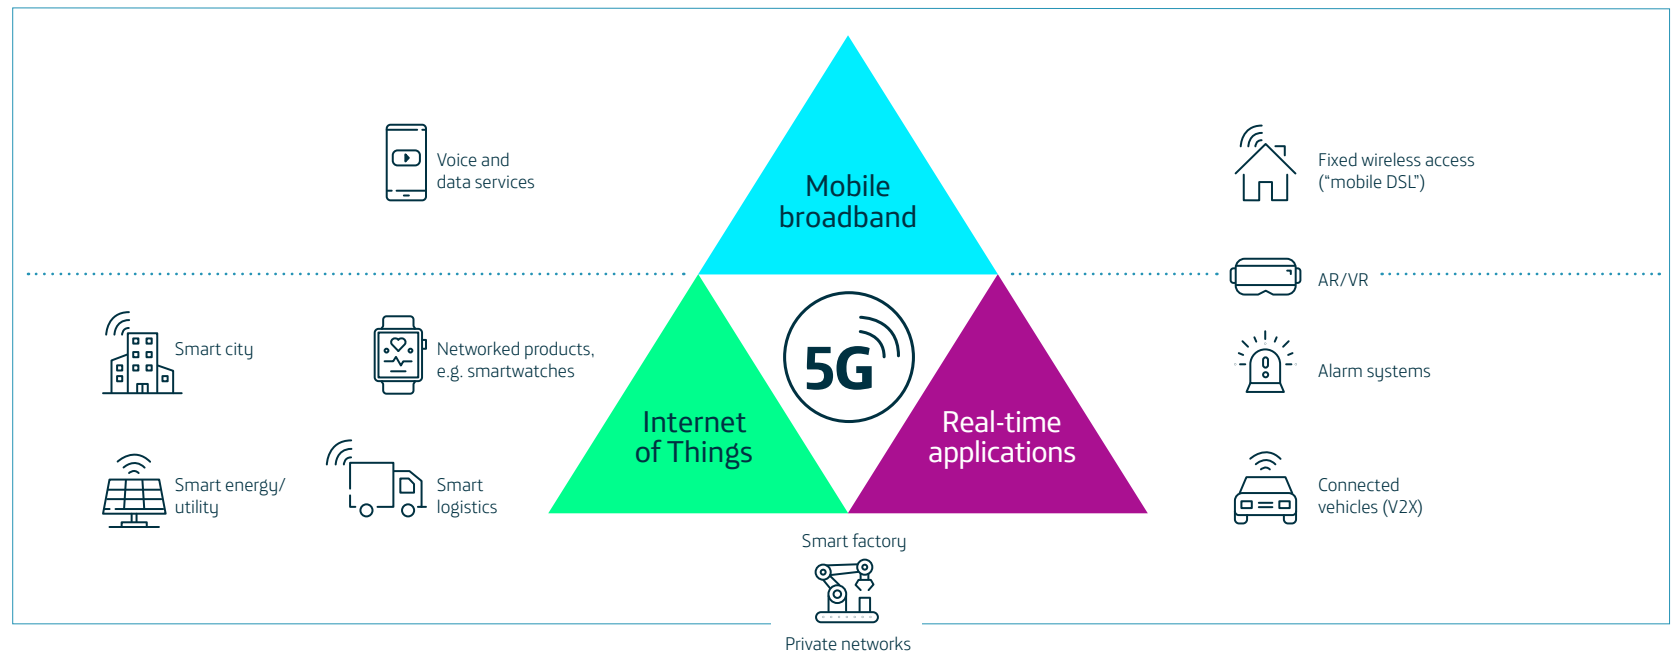 Voice and
data services
Mobile
broadband
Fixed wireless access
(“mobile DSL”)
AR/VR
Smart city
Networked products,
e.g. smartwatches
5G
Alarm systems
Internet
of Things
Real-time
applications
Smart energy/
utility
Smart
logistics
Connected
vehicles (V2X)
Smart factory
Private networks